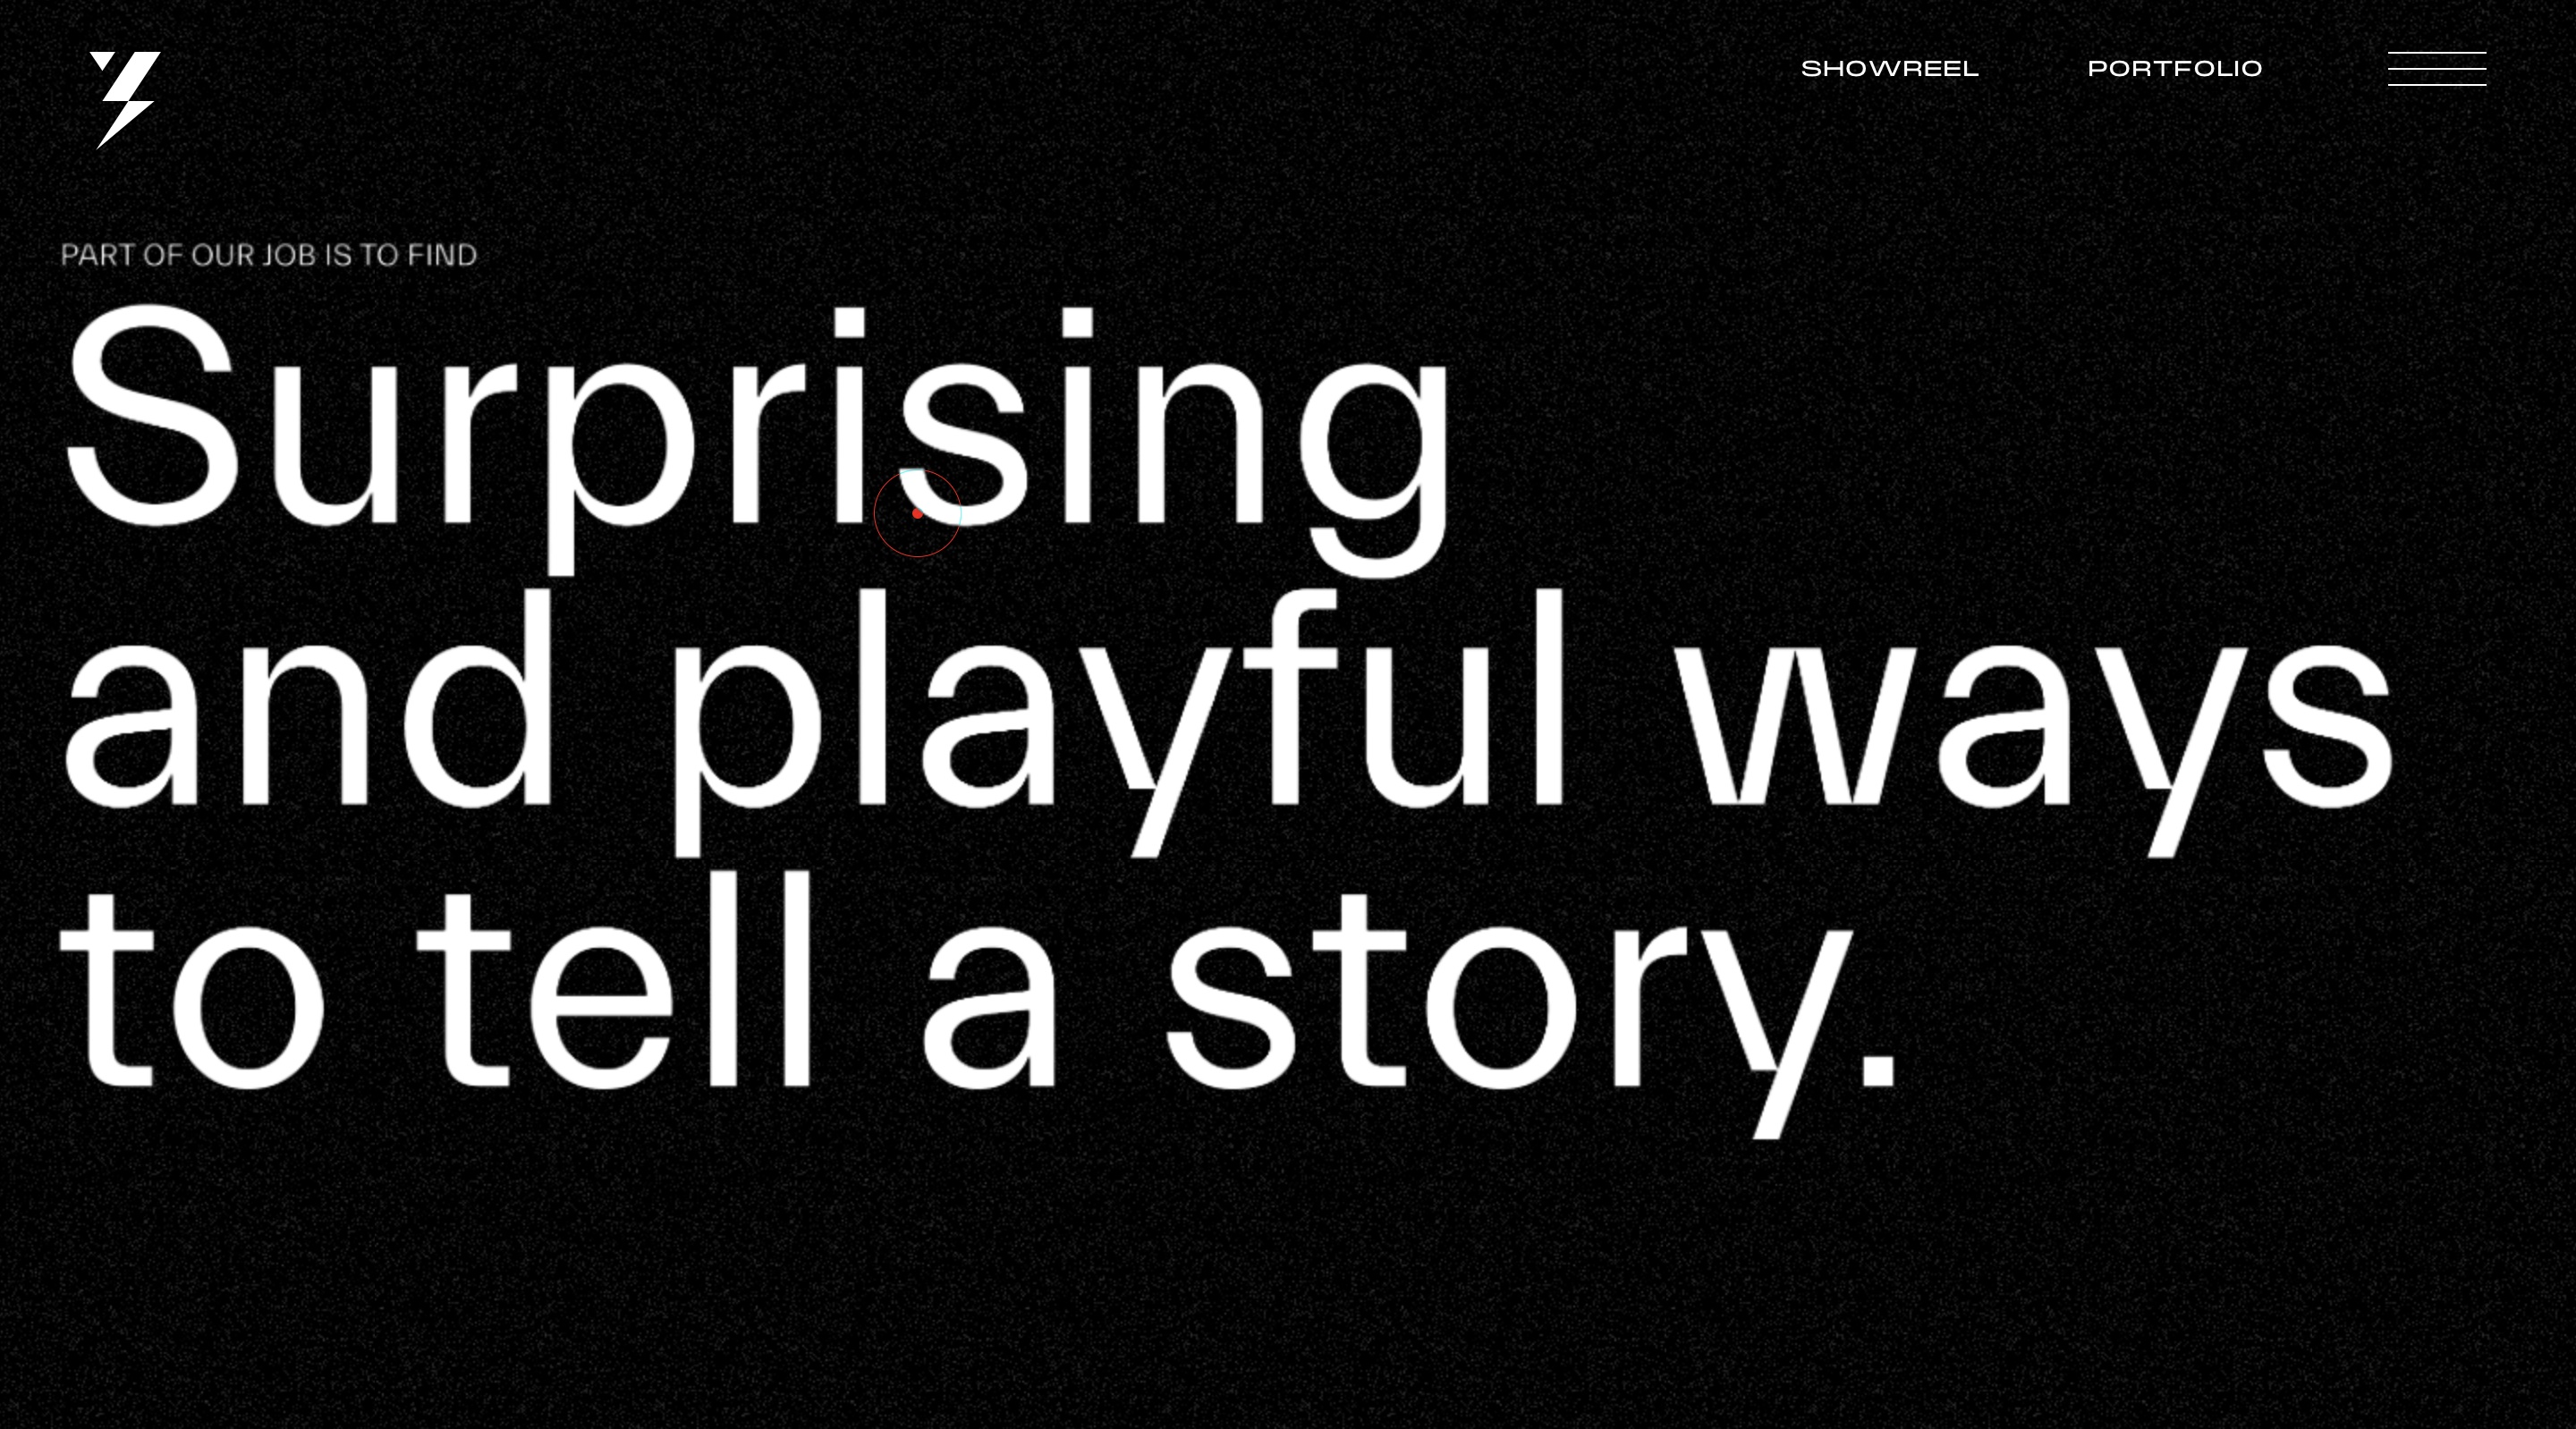 SHOWREEL
PORTFOLIO
PART OF OUR JOB IS TO FIND
Surprising
and playful ways
to tell a story.